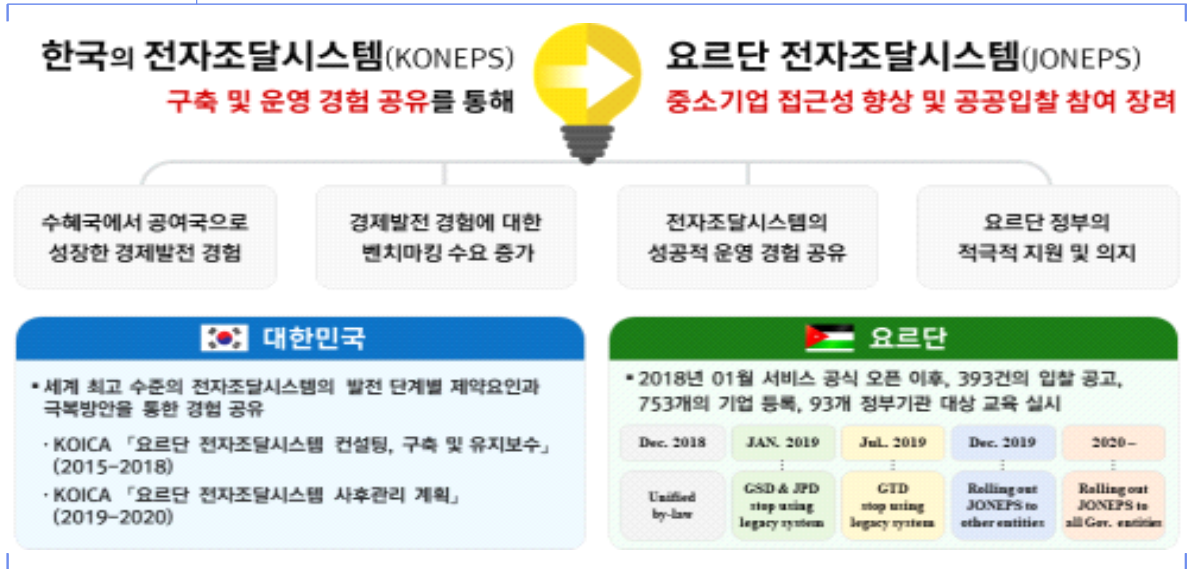 한국의 전자조달시스템(KONEPS)
구축 및 운영 경험 공유를 통해
요르단 전자조달시스템(JONEPS)
중소기업 접근성 향상 및 공공입찰 참여 장려
수혜국에서 공여국으로
성장한 경제발전 경험
경제발전 경험에 대한
벤치마킹 수요 증가
전자조달시스템의
성공적 운영 경험 공유
요르단 정부의
적극적 지원 및 의지
대한민국
▪ 세계 최고 수준의 전자조달시스템의 발전 단계별 제약요인과
극복방안을 통한 경험 공유
· KOICA 「요르단 전자조달시스템 컨설팅, 구축 및 유지보수」
(2015-2018)
· KOICA 「요르단 전자조달시스템 사후관리 계획」
(2019-2020)
요르단
▪ 2018년 01월 서비스 공식 오픈 이후, 393건의 입찰 공고,
753개의 기업 등록, 93개 정부기관 대상 교육 실시
Dec. 2018
Unified
by-law
JAN. 2019
GSD & JPD
stop using
legacy system
JuL. 2019
GTD
stop using
legacy system
Dec. 2019
Rolling out
JONEPS to
other entities
2020 –
Rolling out
JONEPS to
all Gov. entities